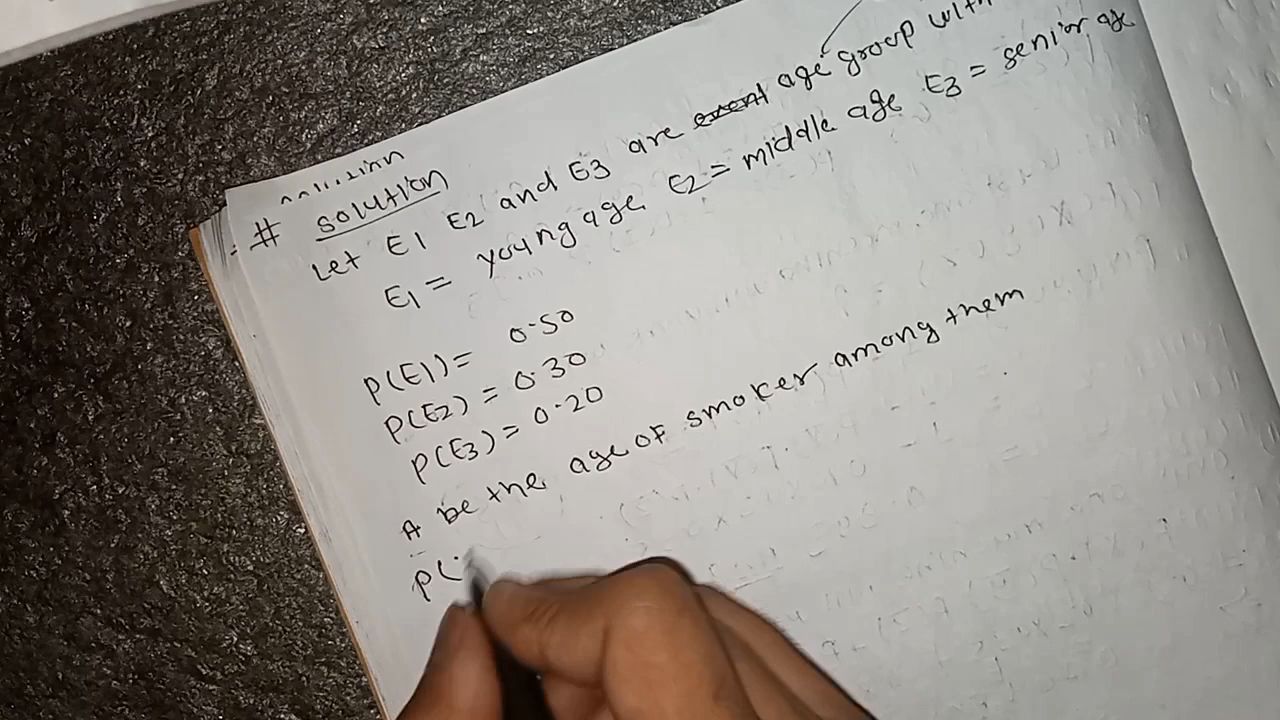 # solution
Let E1 E2 and E3 are event age group with
E1 = young age E2 = middle age E3 = senior age
P(E1) = 0.50
P(E2) = 0.30
P(E3) = 0.20
A be the age of smoker among them
P(